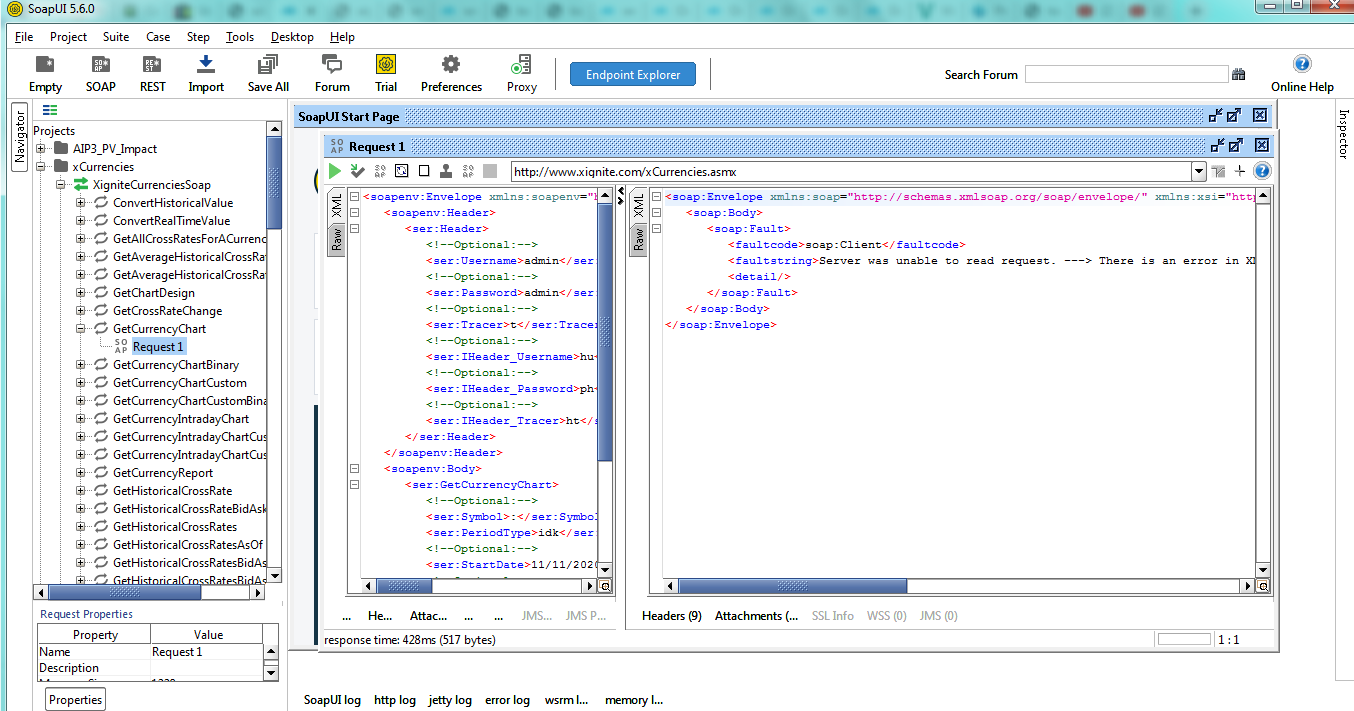 SoapUI 5.6.0
File Project Suite Case Step Tools Desktop Help
Empty SOAP REST Import Save All Forum Trial Preferences Proxy Endpoint Explorer Search Forum Online Help
Navigator
Projects
AIP3_PV_Impact
xCurrencies
XigniteCurrenciesSoap
ConvertHistoricalValue
ConvertRealTimeValue
GetAllCrossRatesForACurrenc
GetAverageHistoricalCrossRa
GetAverageHistoricalCrossRa
GetChartDesign
GetCrossRateChange
GetCurrencyChart
SO AP Request 1
GetCurrencyChartBinary
GetCurrencyChartCustom
GetCurrencyChartCustomBina
GetCurrencyIntradayChart
GetCurrencyIntradayChartCus
GetCurrencyIntradayChartCus
GetCurrencyReport
GetHistoricalCrossRate
GetHistoricalCrossRateBidAsk
GetHistoricalCrossRates
GetHistoricalCrossRatesAsOf
GetHistoricalCrossRatesBidAs
GetHistoricalCrossRatesBidAs
Request Properties
Property Value
Name Request 1
Description
Properties
SoapUI Start Page
SO AP Request 1
http://www.xignite.com/xCurrencies.asmx
XML
Raw
<soapenv:Envelope xmlns:soapenv="h
<soapenv:Header>
<ser:Header>
<!--Optional:-->
<ser:Username>admin</ser:
<!--Optional:-->
<ser:Password>admin</ser:
<!--Optional:-->
<ser:Tracer>t</ser:Tracer
<!--Optional:-->
<ser:IHeader_Username>hu<
<!--Optional:-->
<ser:IHeader_Password>ph<
<!--Optional:-->
<ser:IHeader_Tracer>ht</s
</ser:Header>
</soapenv:Header>
<soapenv:Body>
<ser:GetCurrencyChart>
<!--Optional:-->
<ser:Symbol>:</ser:Symbol
<ser:PeriodType>idk</ser:
<!--Optional:-->
<ser:StartDate>11/11/2020
... He... Attac... ... ... JMS... JMS P...
XML
Raw
<soap:Envelope xmlns:soap="http://schemas.xmlsoap.org/soap/envelope/" xmlns:xsi="http
<soap:Body>
<soap:Fault>
<faultcode>soap:Client</faultcode>
<faultstring>Server was unable to read request. ---> There is an error in XM
<detail/>
</soap:Fault>
</soap:Body>
</soap:Envelope>
Headers (9) Attachments (... SSL Info WSS (0) JMS (0)
response time: 428ms (517 bytes)
1 : 1
SoapUI log http log jetty log error log wsrm l... memory l...
Inspector